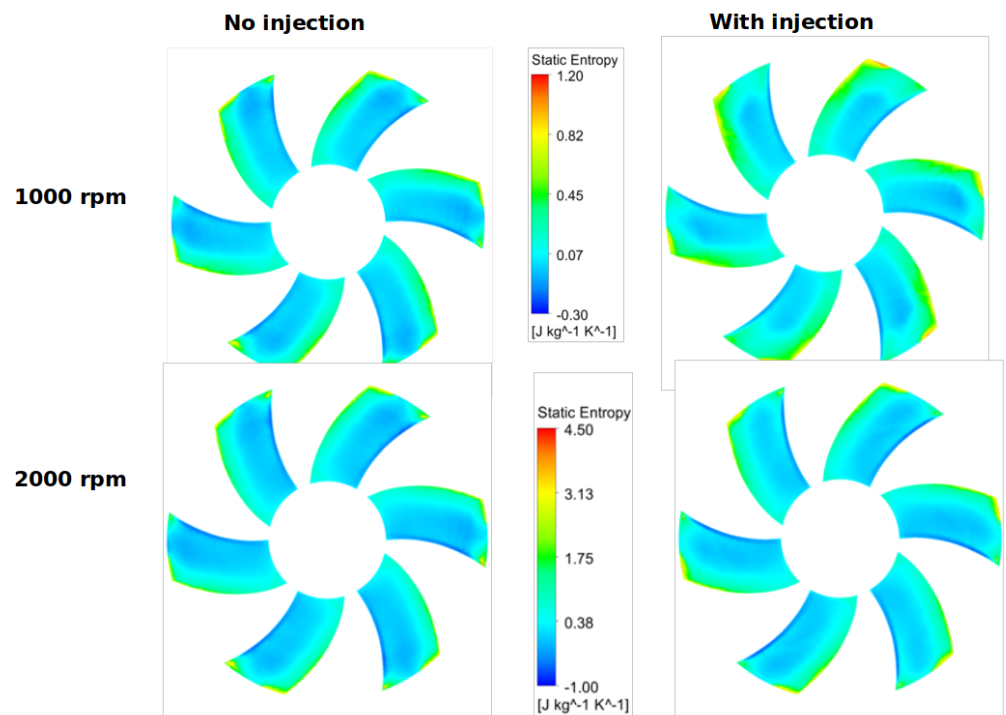 No injection
With injection
Static Entropy
1.20
0.82
0.45
0.07
-0.30
[J kg^-1 K^-1]
1000 rpm
Static Entropy
4.50
3.13
1.75
0.38
-1.00
[J kg^-1 K^-1]
2000 rpm